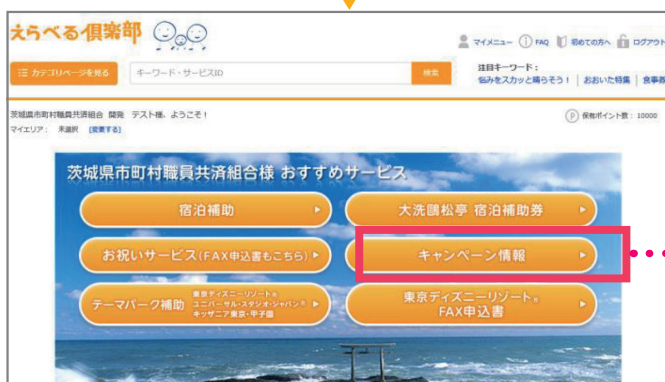 えらべる倶楽部
マイメニュー FAQ 初めての方へ ログアウト
カテゴリページを見る キーワード・サービスID 検索
注目キーワード：
悩みをスカッと晴らそう！ | おおいた特集 | 食事券
茨城県市町村職員共済組合 開発 テスト様、ようこそ！
P 保有ポイント数：10000
マイエリア： 未選択 [変更する]
茨城県市町村職員共済組合様 おすすめサービス
宿泊補助
大洗鷗松亭 宿泊補助券
お祝いサービス(FAX申込書もこちら)
キャンペーン情報
テーマパーク補助
東京ディズニーリゾート®
ユニバーサル・スタジオ・ジャパン®
キッザニア東京・甲子園
東京ディズニーリゾート®
FAX申込書